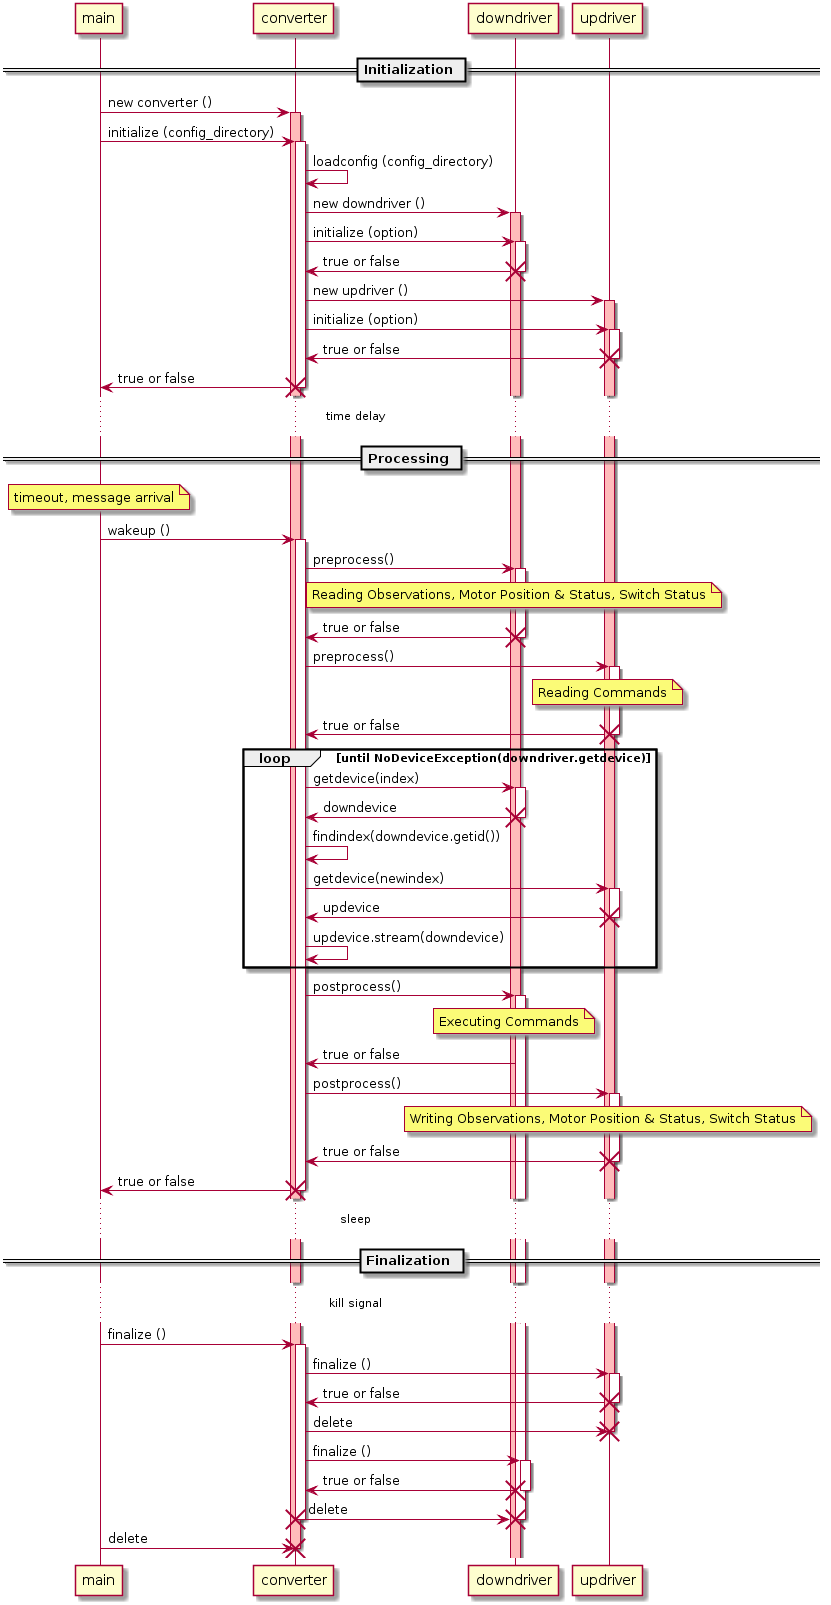 main
converter
downdriver
updriver
Initialization
new converter ()
initialize (config_directory)
loadconfig (config_directory)
new downdriver ()
initialize (option)
true or false
new updriver ()
initialize (option)
true or false
true or false
time delay
Processing
timeout, message arrival
wakeup ()
preprocess()
Reading Observations, Motor Position & Status, Switch Status
true or false
preprocess()
Reading Commands
true or false
loop
[until NoDeviceException(downdriver.getdevice)]
getdevice(index)
downdevice
findindex(downdevice.getid())
getdevice(newindex)
updevice
updevice.stream(downdevice)
postprocess()
Executing Commands
true or false
postprocess()
Writing Observations, Motor Position & Status, Switch Status
true or false
true or false
sleep
Finalization
kill signal
finalize ()
finalize ()
true or false
delete
finalize ()
true or false
delete
delete
main
converter
downdriver
updriver